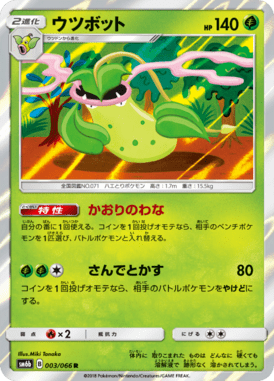 2進化 ウツボット HP 140
ウツドンから進化
全国図鑑NO.071 ハエとりポケモン 高さ：1.7m 重さ：15.5kg
特性 かおりのわな
自分の番に1回使える。コインを1回投げオモテなら、相手のベンチポケ
モンを1匹選び、バトルポケモンと入れ替える。
さんでとかす 80
コインを1回投げオモテなら、相手のバトルポケモンをやけどに
する。
弱点 ×2 抵抗力 にげる
Illus.Miki Tanaka
sm6b 003/066 R
©2018 Pokémon/Nintendo/Creatures/GAME FREAK.